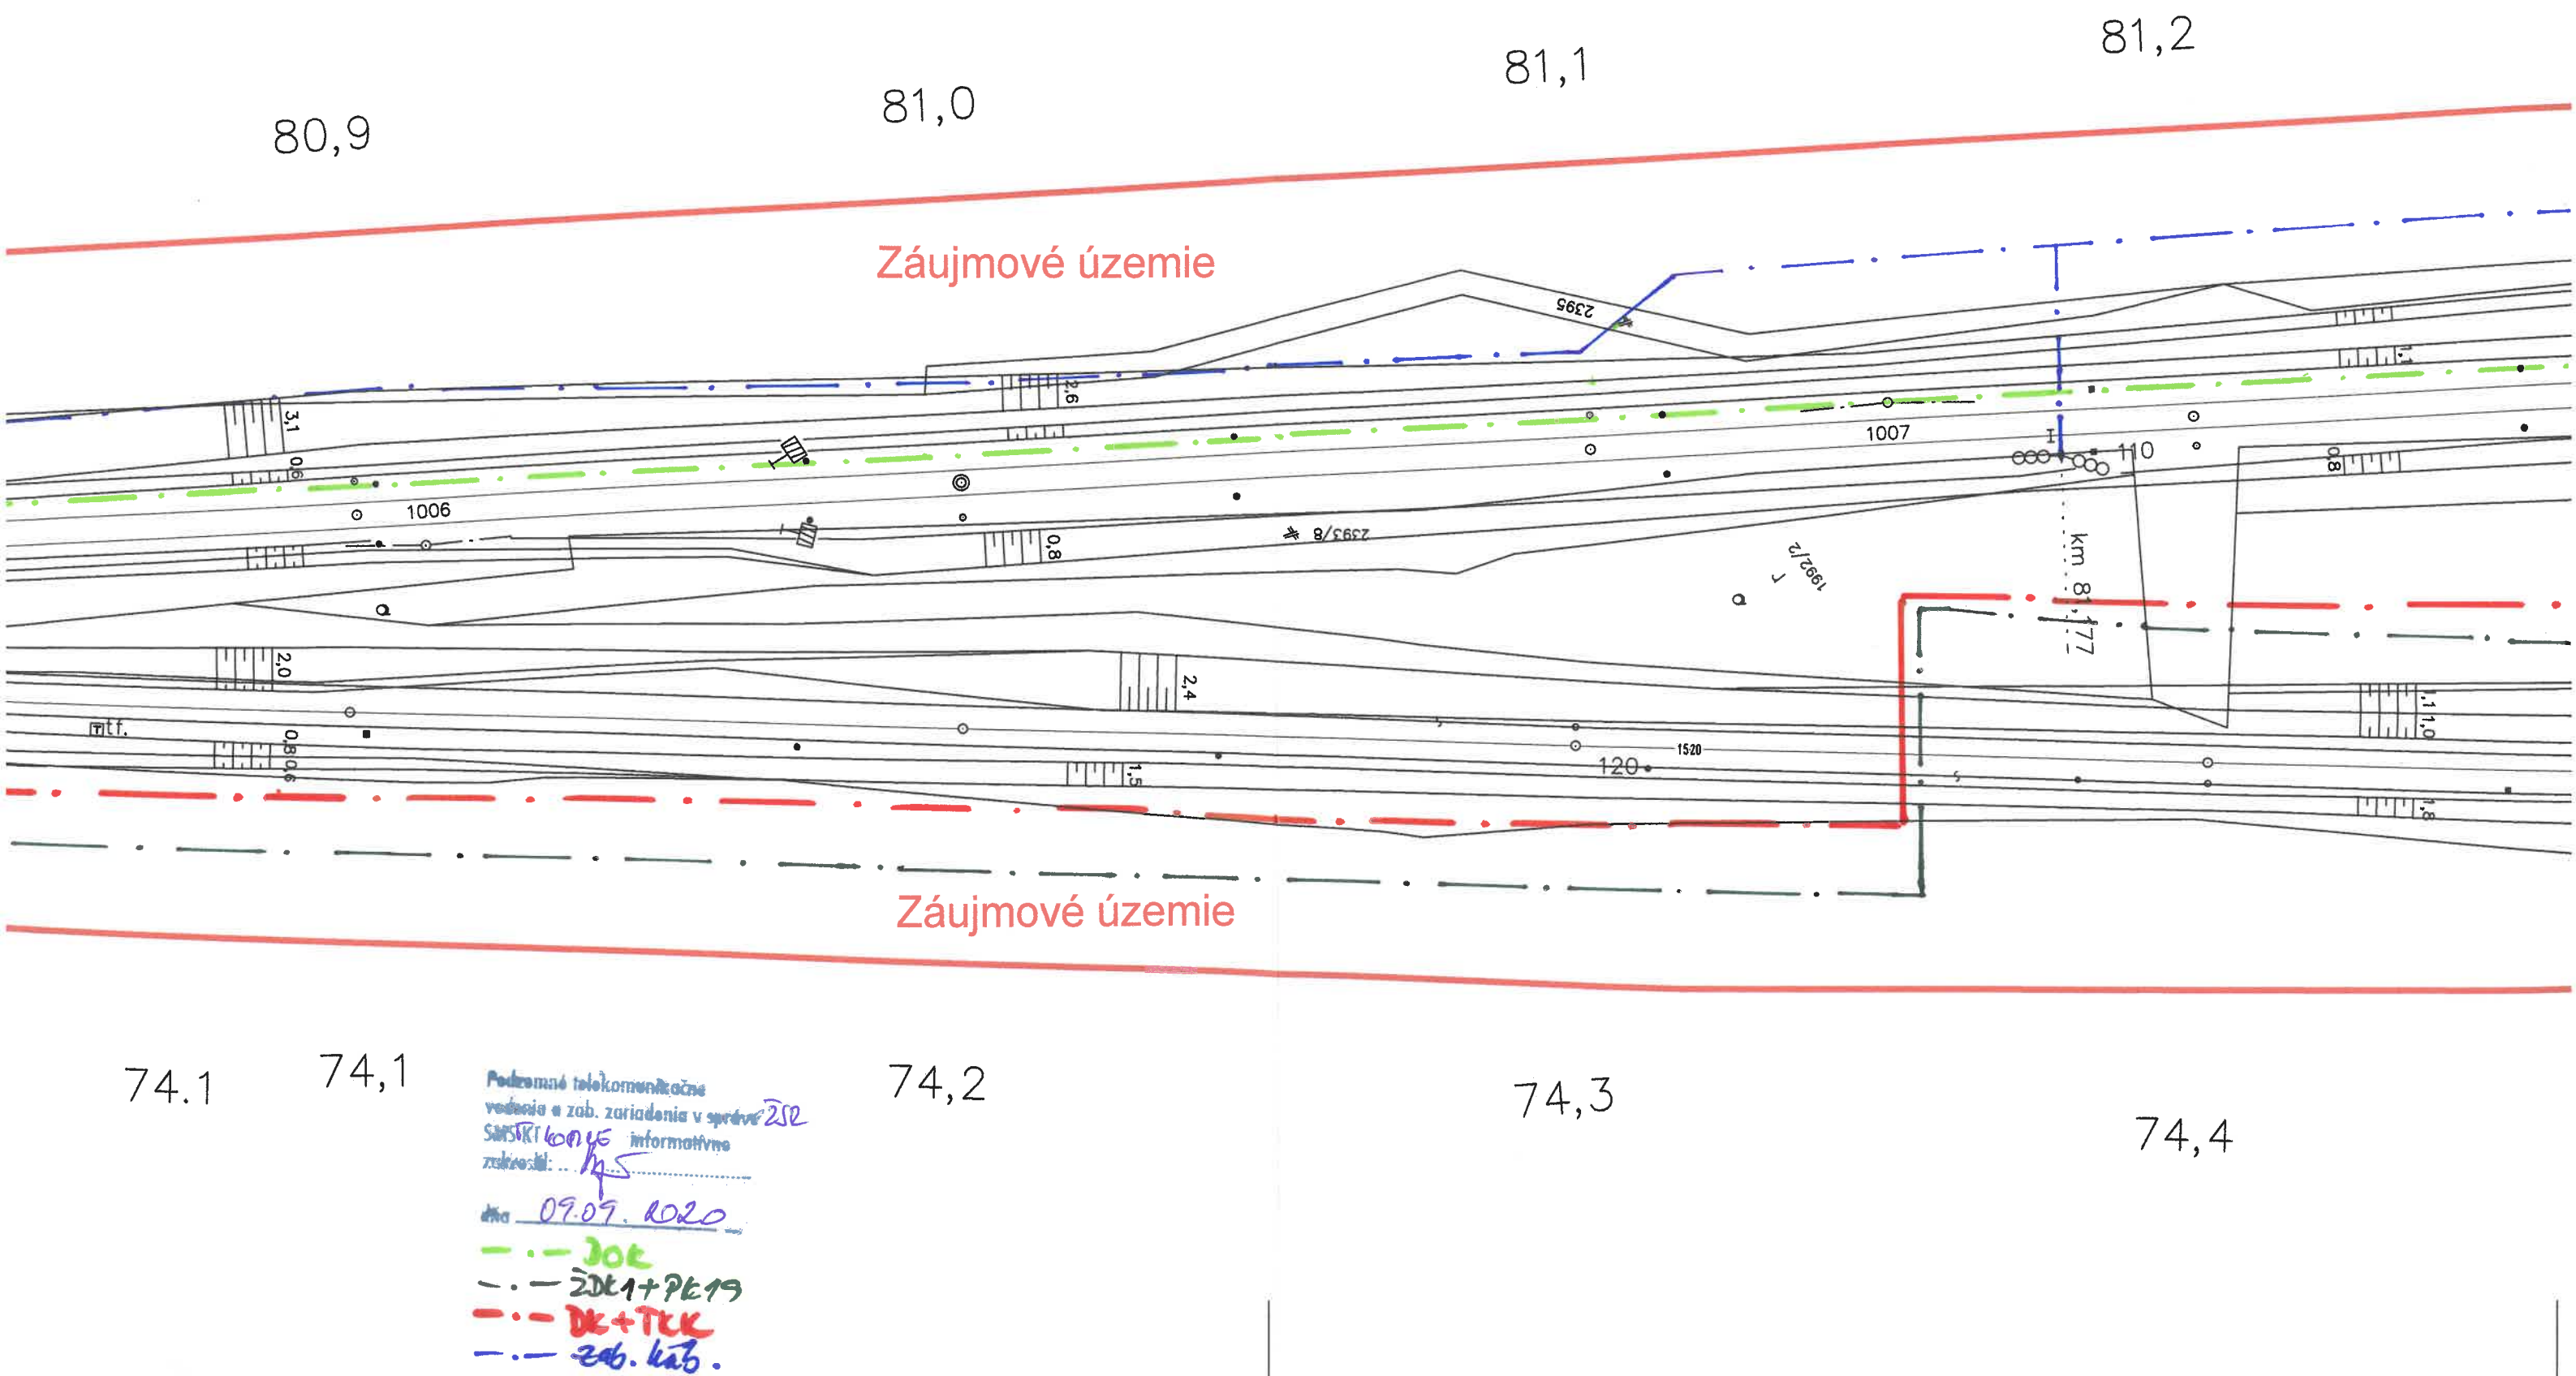 80,9
81,0
81,1
81,2
Záujmové územie
2395
3,1
0,6
2,6
1,1
1006
1007
110
0,8
0,8
2393/8
1992/2
km 81,177
2,0
2,4
1,1
1,0
tf.
0,8
0,6
1,5
120
1520
1,8
Záujmové územie
74.1
74,1
74,2
74,3
74,4
Podzemné telekomunikačné
vedenia a zab. zariadenia v správe ŽSR
informatívne
dňa 09.09.2020
DOK
ŽDK1+PK19
DK+TKK
zab. káb.